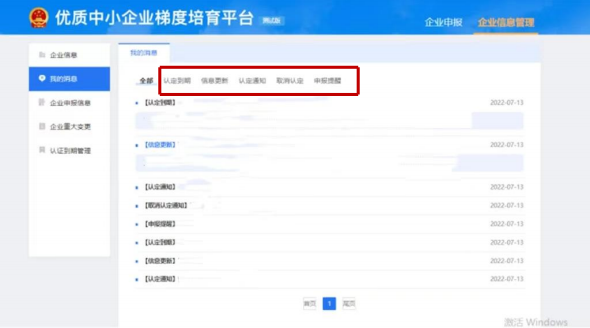 优质中小企业梯度培育平台 测试版
企业申报 企业信息管理
企业信息
我的消息
企业申报信息
企业重大变更
认证到期管理
我的消息
全部 认定到期 信息更新 认定通知 取消认定 申报提醒
【认定到期】 2022-07-13
【信息更新】 2022-07-13
【认定通知】 2022-07-13
【取消认定通知】 2022-07-13
【申报提醒】 2022-07-13
【认定到期】 2022-07-13
【信息更新】 2022-07-13
【认定通知】 2022-07-13
首页 1 尾页
激活 Windows